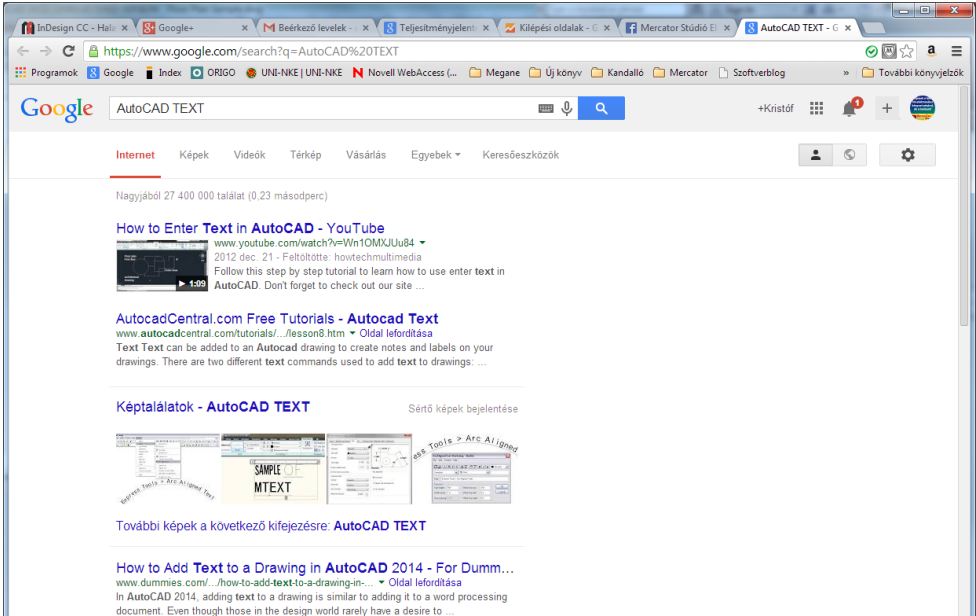 InDesign CC - Hala
Google+
Beérkező levelek -
Teljesítményjelent
Kilépési oldalak - G
Mercator Stúdió El
AutoCAD TEXT - G
https://www.google.com/search?q=AutoCAD%20TEXT
Programok Google Index ORIGO UNI-NKE | UNI-NKE Novell WebAccess (... Megane Új könyv Kandalló Mercator Szoftverblog » További könyvjelzők
Google AutoCAD TEXT +Kristóf 1
Internet Képek Videók Térkép Vásárlás Egyebek Keresőeszközök
Nagyjából 27 400 000 találat (0,23 másodperc)
How to Enter Text in AutoCAD - YouTube
www.youtube.com/watch?v=Wn1OMXJUu84
2012 dec. 21 - Feltöltötte: howtechmultimedia
Follow this step by step tutorial to learn how to use enter text in
1:09 AutoCAD. Don't forget to check out our site ...
AutocadCentral.com Free Tutorials - Autocad Text
www.autocadcentral.com/tutorials/.../lesson8.htm Oldal lefordítása
Text Text can be added to an Autocad drawing to create notes and labels on your
drawings. There are two different text commands used to add text to drawings: ...
Képtalálatok - AutoCAD TEXT Sértő képek bejelentése
Express Tools > Arc Aligned Text
SAMPLE OF
MTEXT
ess Tools > Arc Aligned
További képek a következő kifejezésre: AutoCAD TEXT
How to Add Text to a Drawing in AutoCAD 2014 - For Dumm...
www.dummies.com/.../how-to-add-text-to-a-drawing-in-... Oldal lefordítása
In AutoCAD 2014, adding text to a drawing is similar to adding it to a word processing
document. Even though those in the design world rarely have a desire to ...